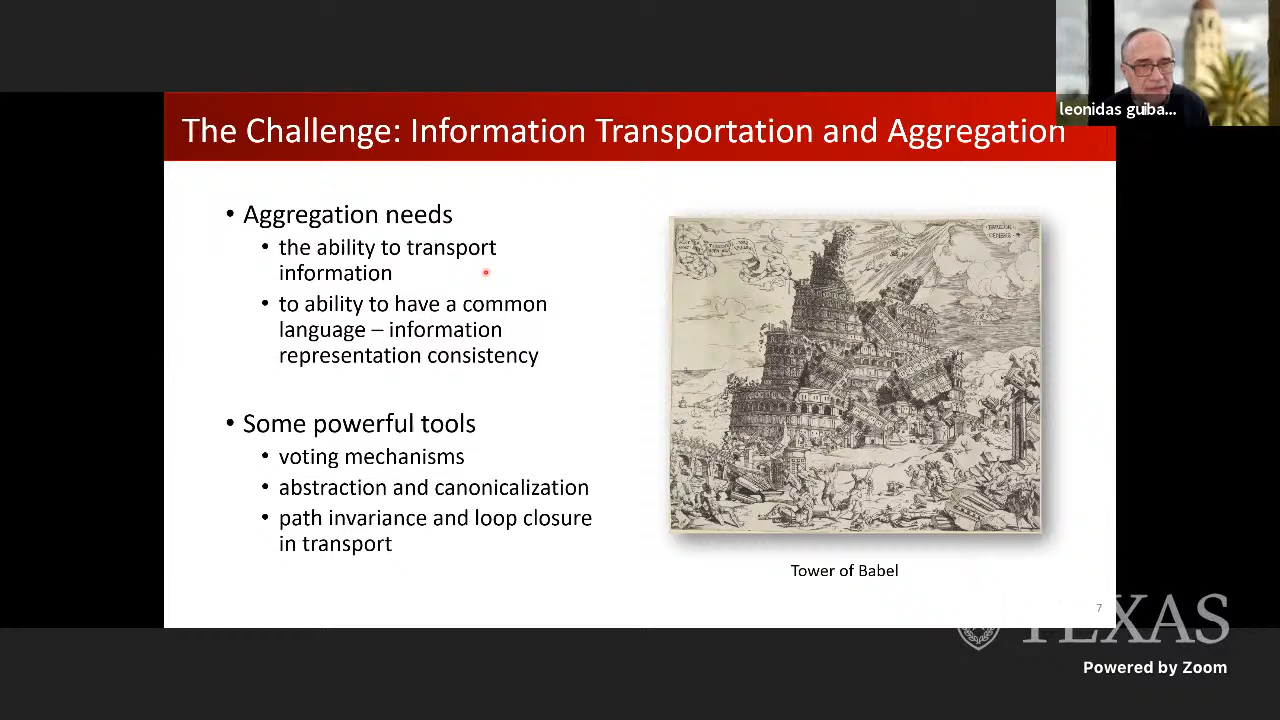 leonidas guiba...
The Challenge: Information Transportation and Aggregation
• Aggregation needs
• the ability to transport
information
• to ability to have a common
language – information
representation consistency
• Some powerful tools
• voting mechanisms
• abstraction and canonicalization
• path invariance and loop closure
in transport
Tower of Babel
7
TEXAS
Powered by Zoom